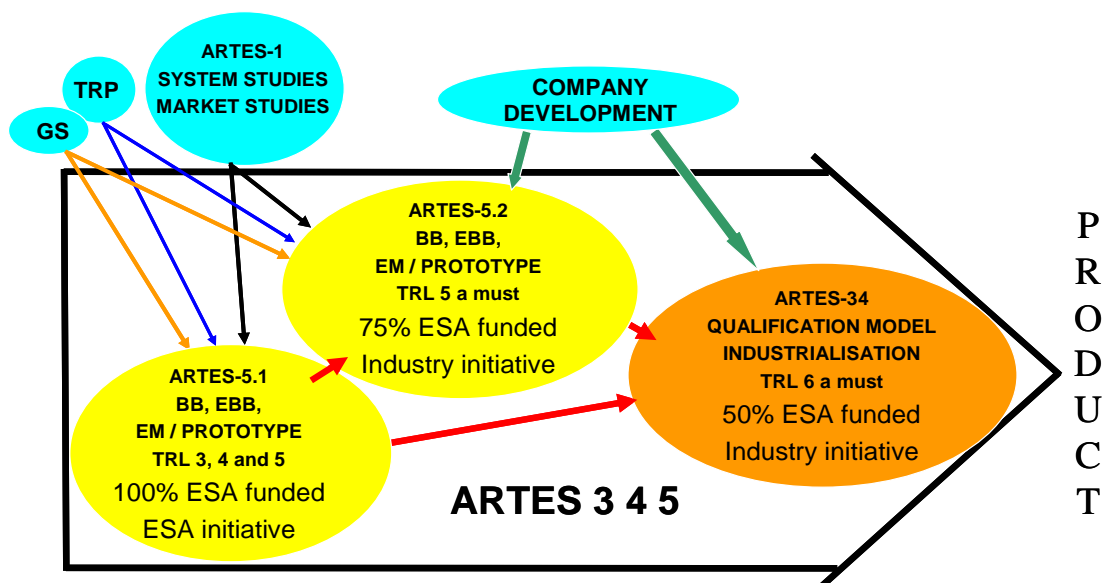 ARTES-1
SYSTEM STUDIES
MARKET STUDIES
TRP
GS
COMPANY
DEVELOPMENT
ARTES-5.2
BB, EBB,
EM / PROTOTYPE
TRL 5 a must
75% ESA funded
Industry initiative
ARTES-34
QUALIFICATION MODEL
INDUSTRIALISATION
TRL 6 a must
50% ESA funded
Industry initiative
ARTES-5.1
BB, EBB,
EM / PROTOTYPE
TRL 3, 4 and 5
100% ESA funded
ESA initiative
ARTES 3 4 5
P
R
O
D
U
C
T